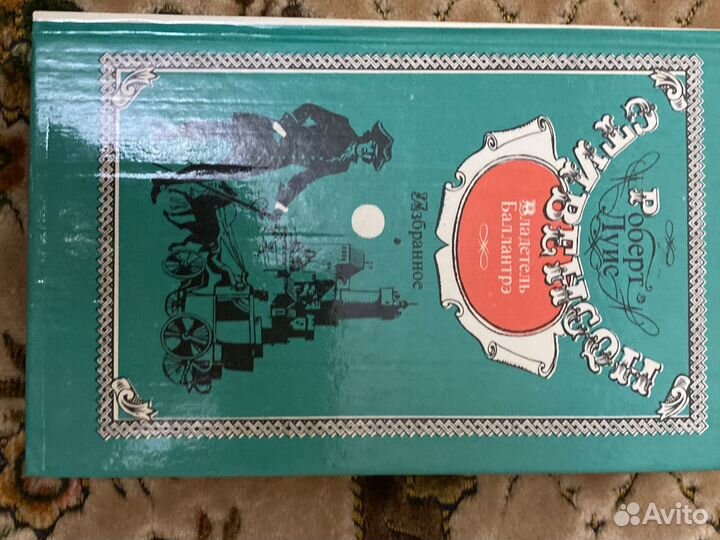 Роберт
Луис
СТИВЕНСОН
Владетель
Баллантрэ
Избранное
Avito